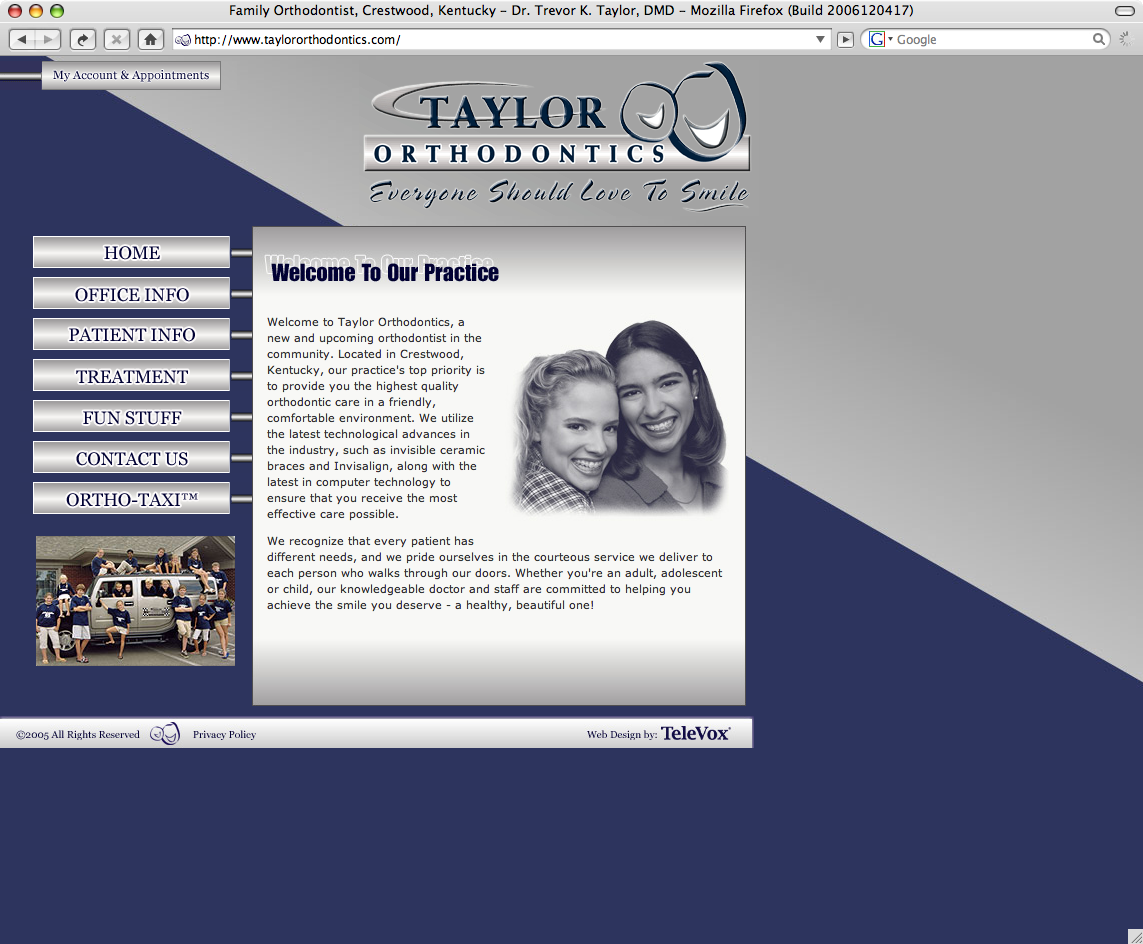 Family Orthodontist, Crestwood, Kentucky – Dr. Trevor K. Taylor, DMD – Mozilla Firefox (Build 2006120417)
http://www.taylororthodontics.com/
G
Google
My Account & Appointments
TAYLOR
ORTHODONTICS
Everyone Should Love To Smile
HOME
OFFICE INFO
PATIENT INFO
TREATMENT
FUN STUFF
CONTACT US
ORTHO-TAXI™
Welcome To Our Practice
Welcome to Taylor Orthodontics, a
new and upcoming orthodontist in the
community. Located in Crestwood,
Kentucky, our practice's top priority is
to provide you the highest quality
orthodontic care in a friendly,
comfortable environment. We utilize
the latest technological advances in
the industry, such as invisible ceramic
braces and Invisalign, along with the
latest in computer technology to
ensure that you receive the most
effective care possible.
We recognize that every patient has
different needs, and we pride ourselves in the courteous service we deliver to
each person who walks through our doors. Whether you're an adult, adolescent
or child, our knowledgeable doctor and staff are committed to helping you
achieve the smile you deserve - a healthy, beautiful one!
©2005 All Rights Reserved
Privacy Policy
Web Design by: TeleVox®